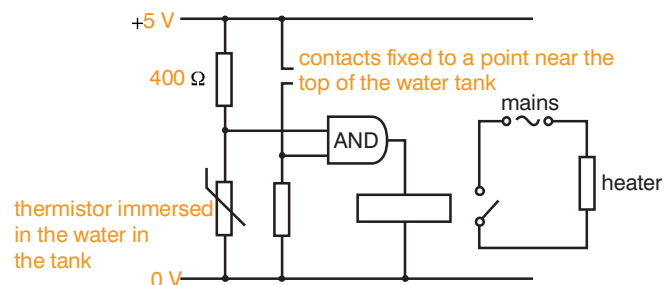 +5 V
400 Ω
contacts fixed to a point near the
top of the water tank
mains
AND
heater
thermistor immersed
in the water in
the tank
0 V